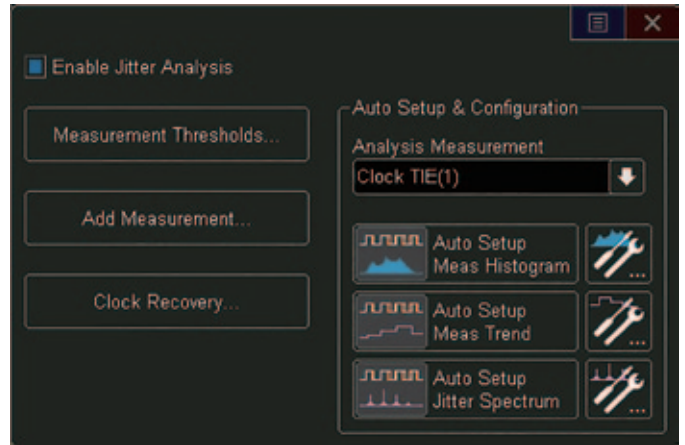 Enable Jitter Analysis
Measurement Thresholds...
Add Measurement...
Clock Recovery...
Auto Setup & Configuration
Analysis Measurement
Clock TIE(1)
Auto Setup
Meas Histogram
...
Auto Setup
Meas Trend
...
Auto Setup
Jitter Spectrum
...